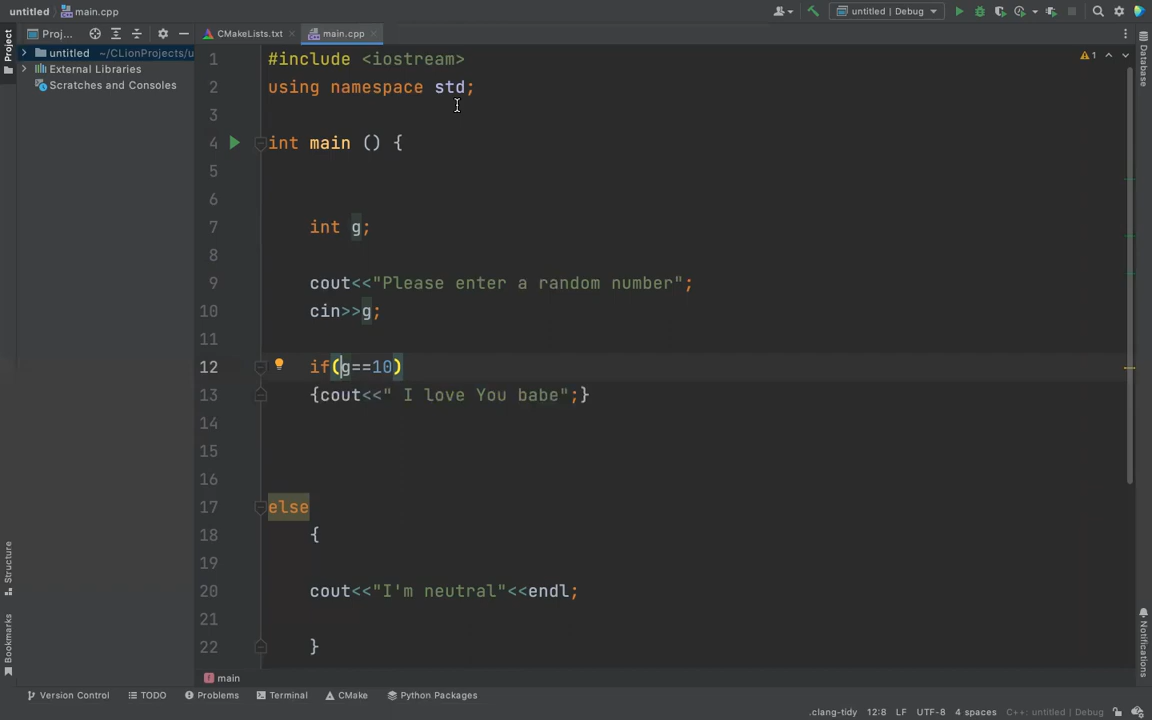 untitled main.cpp untitled | Debug
Project Proj... CMakeLists.txt main.cpp
untitled ~/CLionProjects/u
External Libraries
Scratches and Consoles
1 #include <iostream>
2 using namespace std;
3
4 int main () {
5
6
7 int g;
8
9 cout<<"Please enter a random number";
10 cin>>g;
11
12 if(g==10)
13 {cout<<" I love You babe";}
14
15
16
17 else
18 {
19
20 cout<<"I'm neutral"<<endl;
21
22 }
1
Database
Notifications
Structure
Bookmarks
main
Version Control TODO Problems Terminal CMake Python Packages
.clang-tidy 12:8 LF UTF-8 4 spaces C++: untitled | Debug